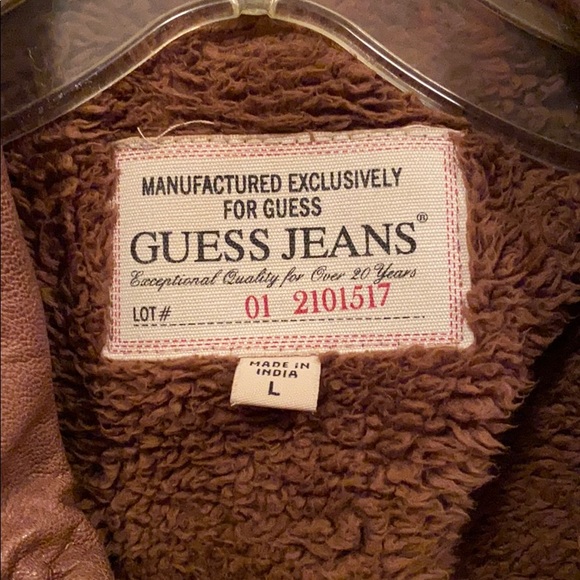 MANUFACTURED EXCLUSIVELY
FOR GUESS
GUESS JEANS®
Exceptional Quality for Over 20 Years
LOT # 01 2101517
MADE IN
INDIA
L